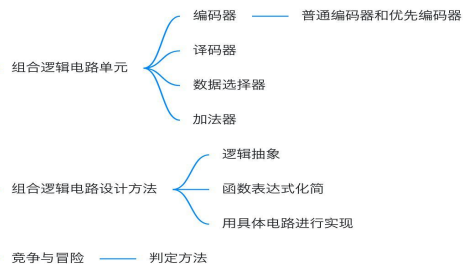 编码器
普通编码器和优先编码器
译码器
组合逻辑电路单元
数据选择器
加法器
逻辑抽象
组合逻辑电路设计方法
函数表达式化简
用具体电路进行实现
竞争与冒险
判定方法